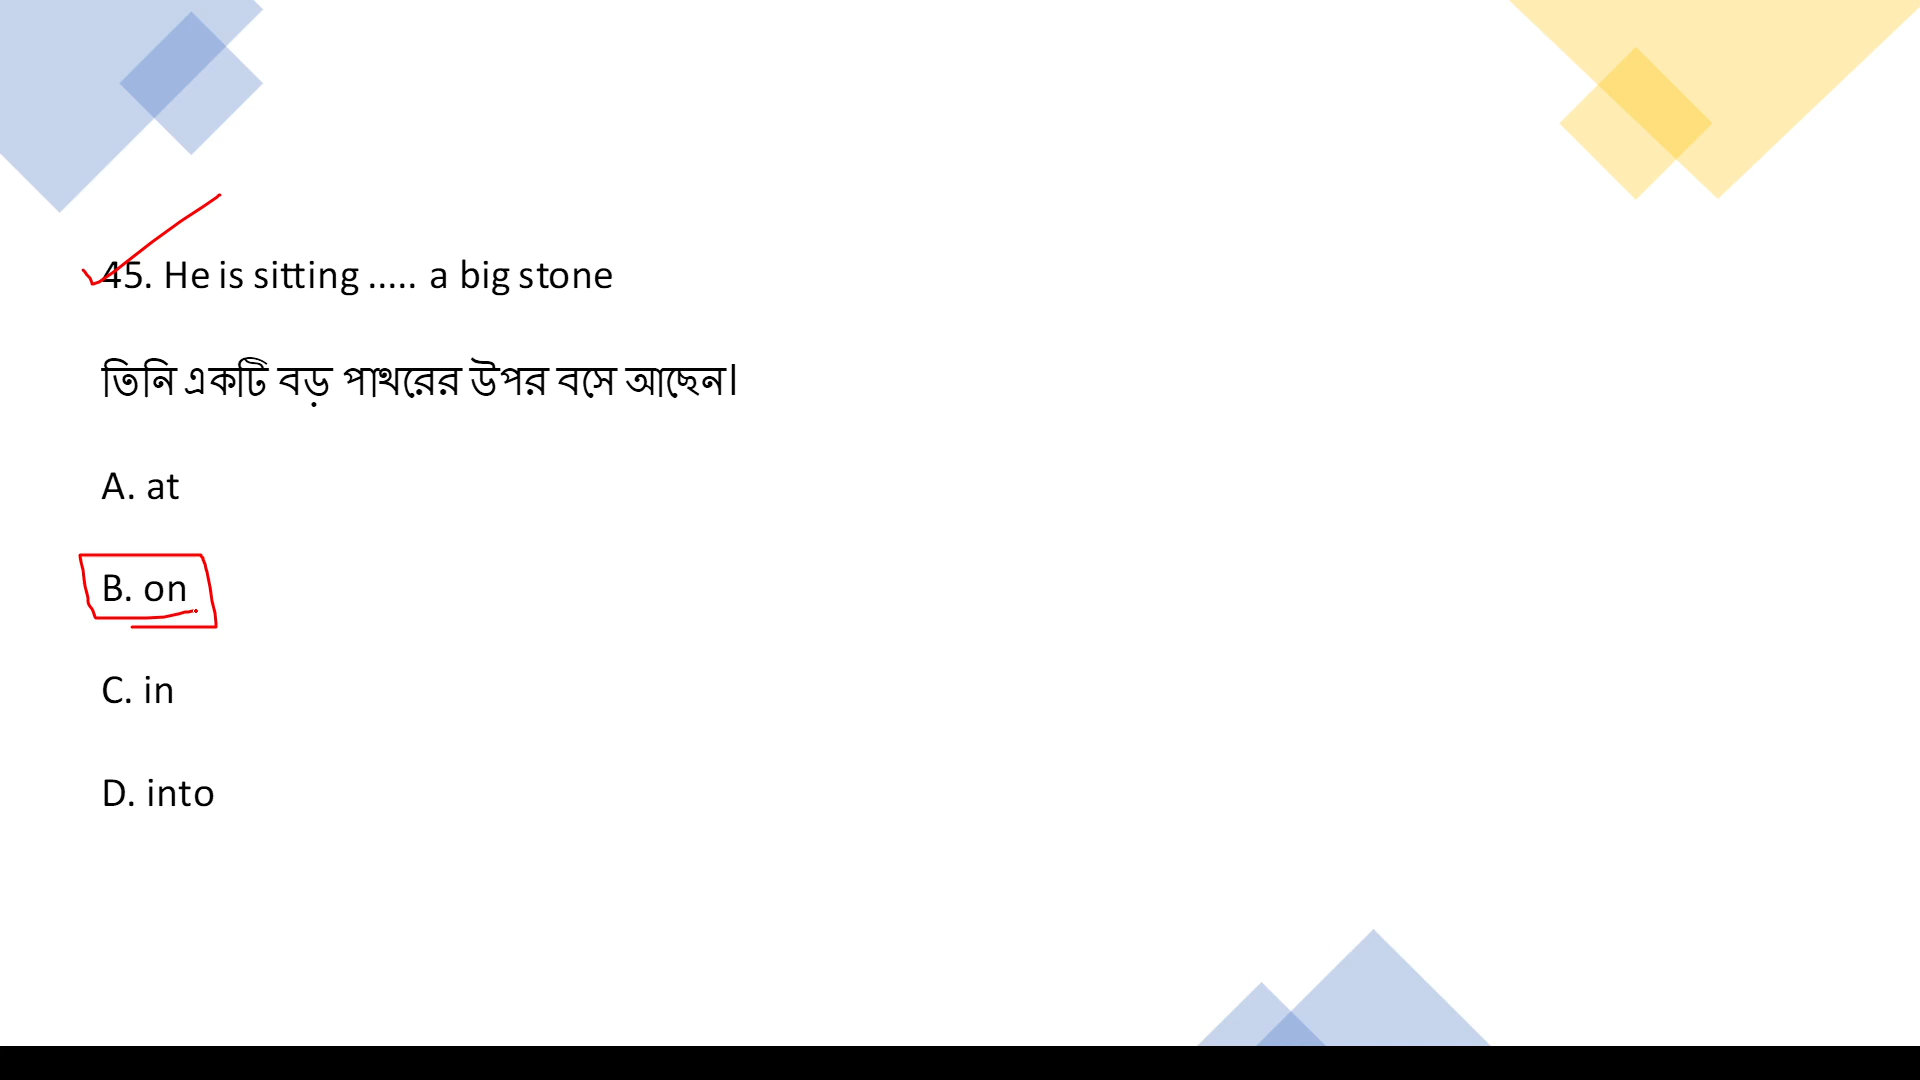 45. He is sitting ..... a big stone
তিনি একটি বড় পাথরের উপর বসে আছেন।
A. at
B. on
C. in
D. into